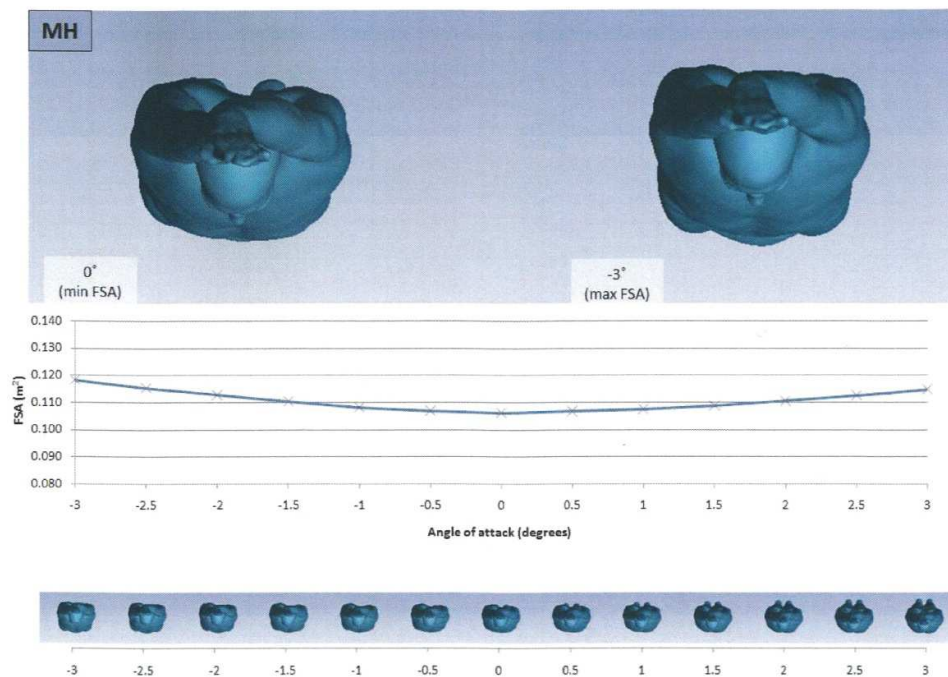 MH
0˚
(min FSA)
-3˚
(max FSA)
0.140
0.130
0.120
0.110
0.100
0.090
0.080
FSA (m²)
-3 -2.5 -2 -1.5 -1 -0.5 0 0.5 1 1.5 2 2.5 3
Angle of attack (degrees)
-3 -2.5 -2 -1.5 -1 -0.5 0 0.5 1 1.5 2 2.5 3